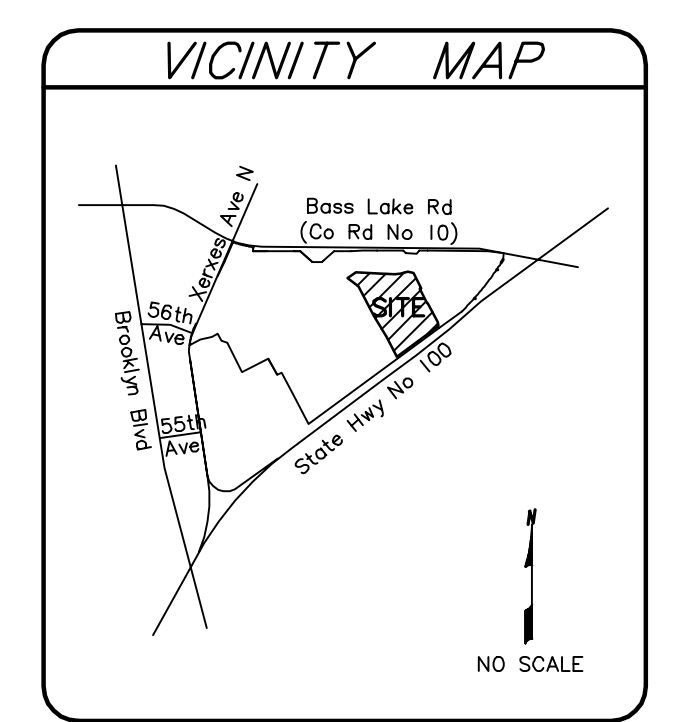 VICINITY MAP
Xerxes Ave N
Bass Lake Rd
(Co Rd No 10)
56th
Ave
SITE
Brooklyn Blvd
State Hwy No 100
55th
Ave
N
NO SCALE